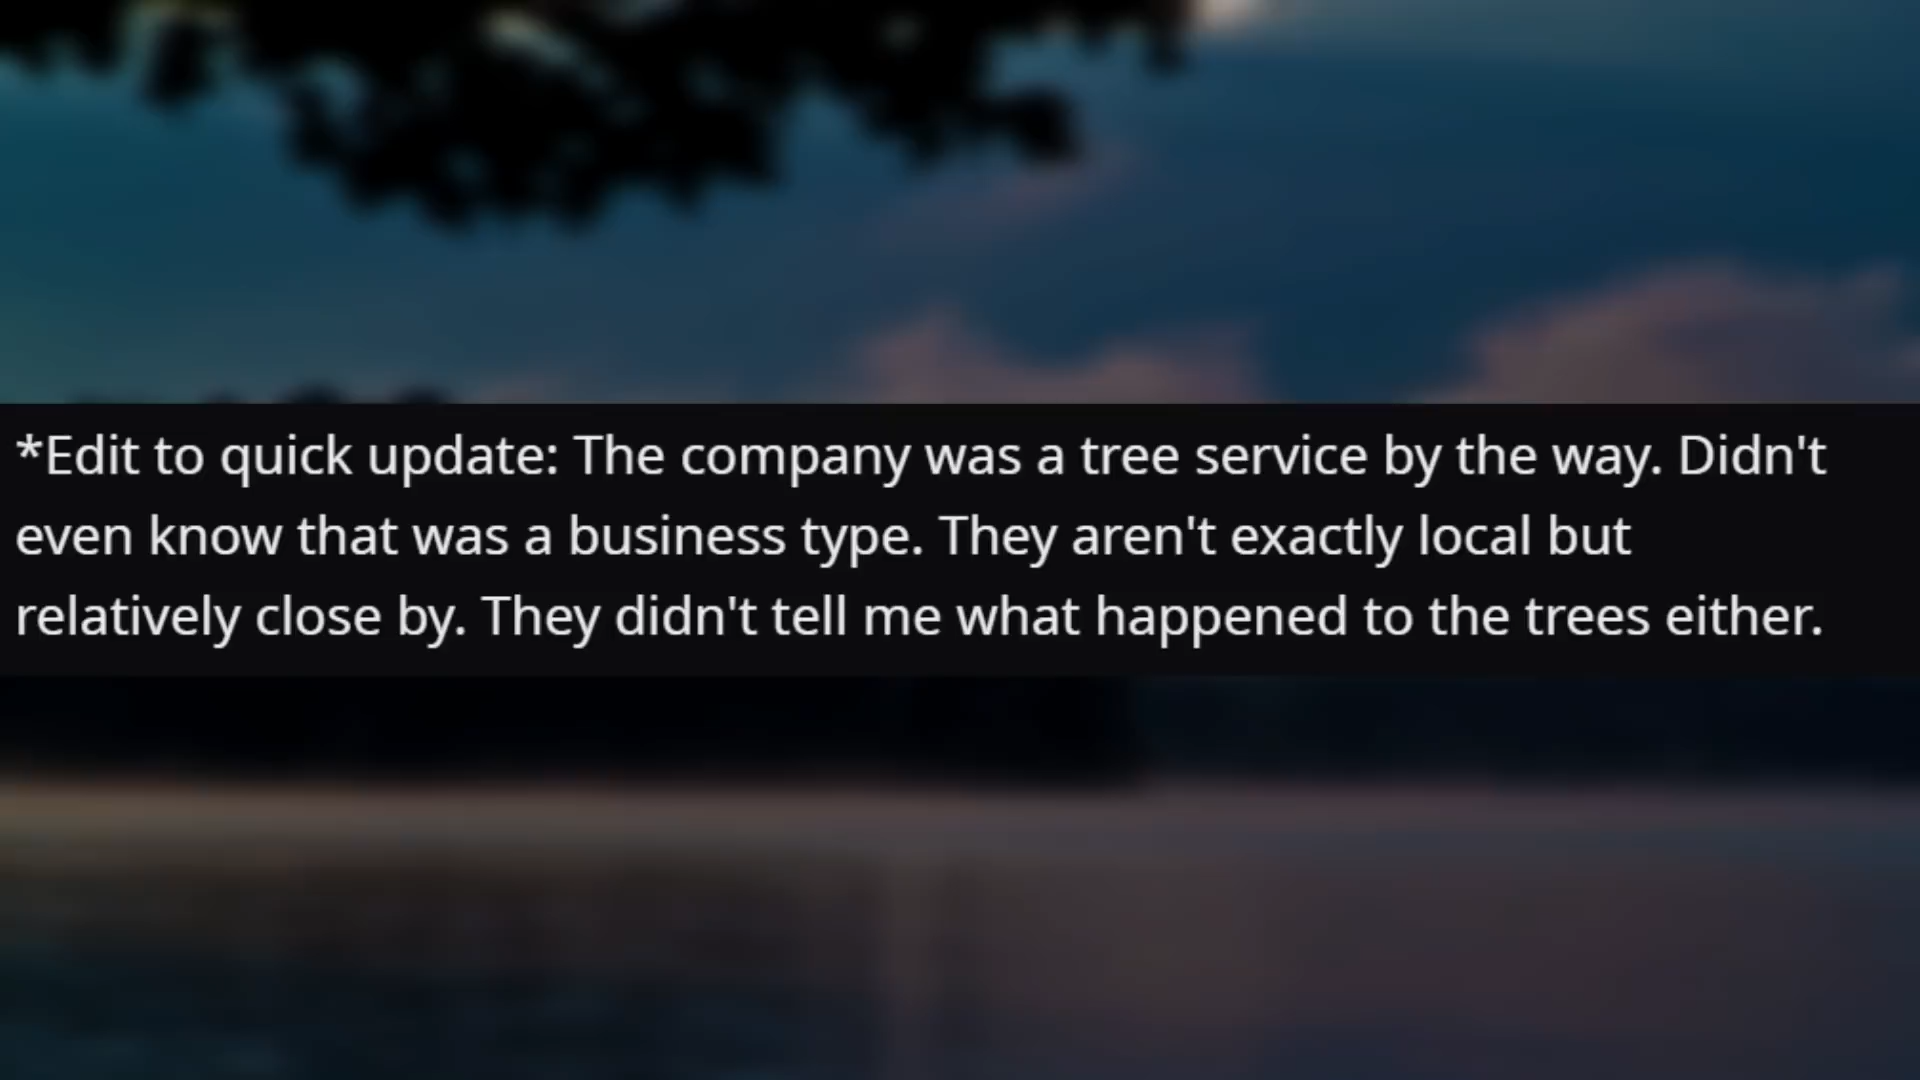 *Edit to quick update: The company was a tree service by the way. Didn't
even know that was a business type. They aren't exactly local but
relatively close by. They didn't tell me what happened to the trees either.